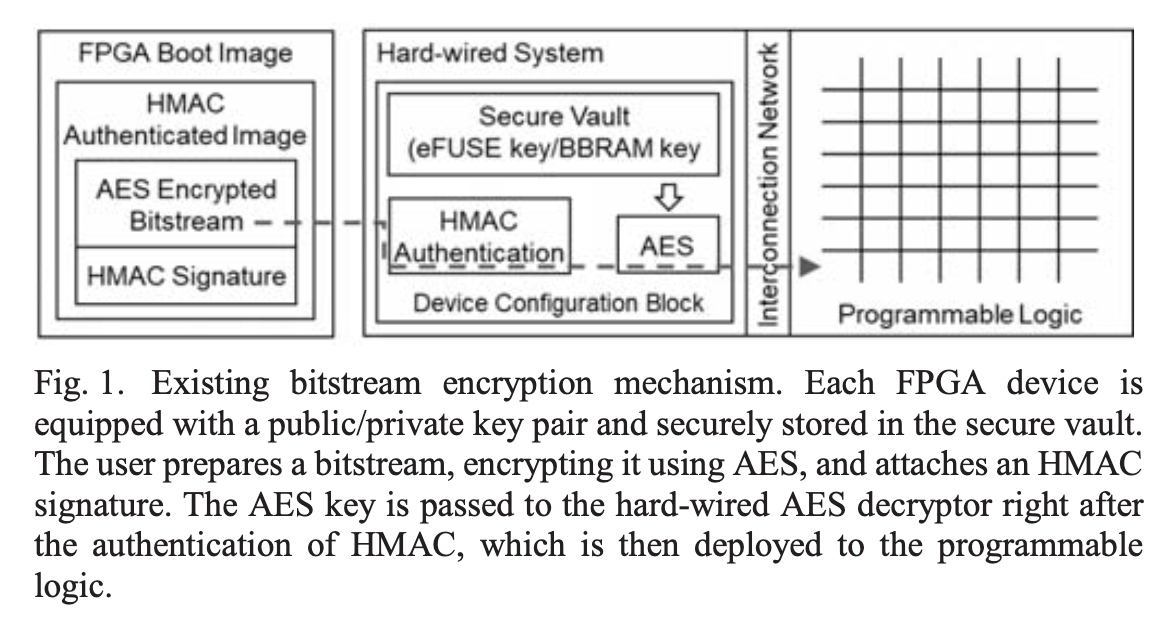 FPGA Boot Image
HMAC
Authenticated Image
AES Encrypted
Bitstream
HMAC Signature
Hard-wired System
Secure Vault
(eFUSE key/BBRAM key
HMAC
Authentication
AES
Device Configuration Block
Interconnection Network
Programmable Logic
Fig. 1. Existing bitstream encryption mechanism. Each FPGA device is
equipped with a public/private key pair and securely stored in the secure vault.
The user prepares a bitstream, encrypting it using AES, and attaches an HMAC
signature. The AES key is passed to the hard-wired AES decryptor right after
the authentication of HMAC, which is then deployed to the programmable
logic.